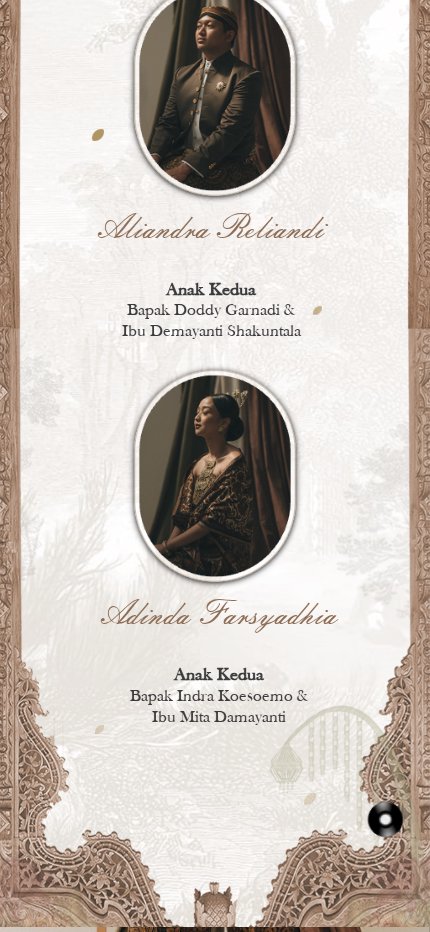 Aliandra Reliandi
Anak Kedua
Bapak Doddy Garnadi &
Ibu Demayanti Shakuntala
Adinda Farsyadhia
Anak Kedua
Bapak Indra Koesoemo &
Ibu Mita Damayanti